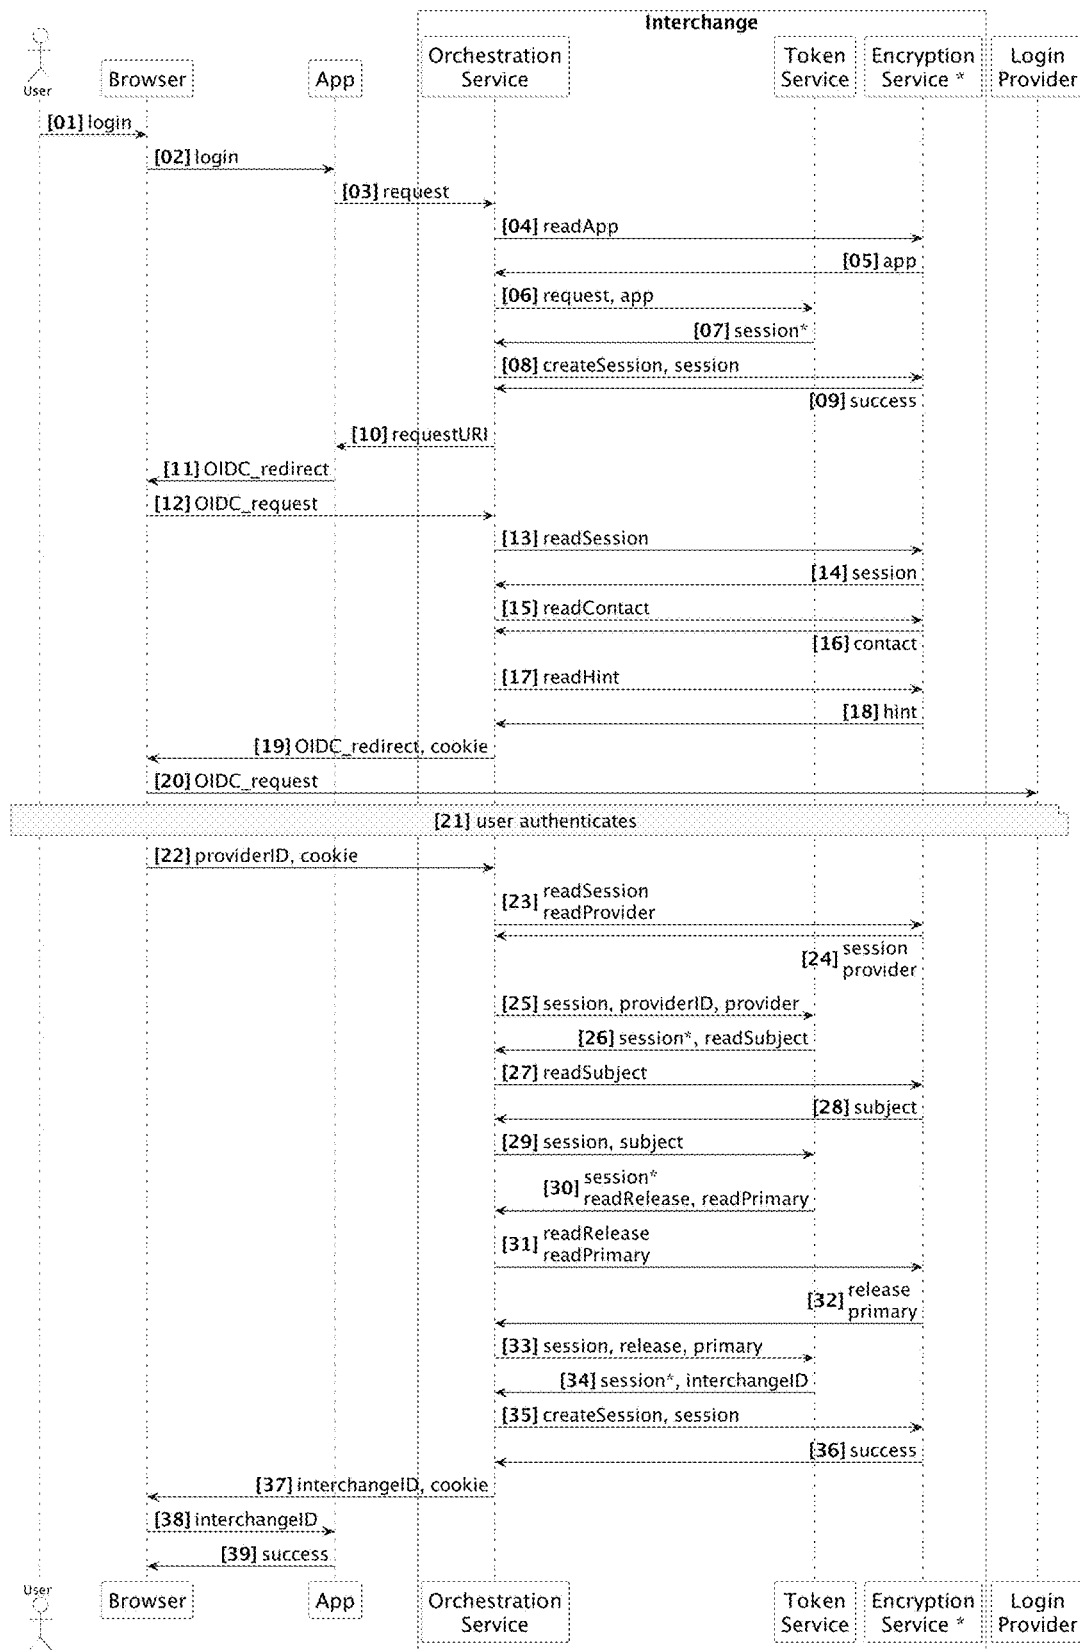 Interchange
User
Browser
App
Orchestration
Service
Token
Service
Encryption
Service *
Login
Provider
[01] login
[02] login
[03] request
[04] readApp
[05] app
[06] request, app
[07] session*
[08] createSession, session
[09] success
[10] requestURI
[11] OIDC_redirect
[12] OIDC_request
[13] readSession
[14] session
[15] readContact
[16] contact
[17] readHint
[18] hint
[19] OIDC_redirect, cookie
[20] OIDC_request
[21] user authenticates
[22] providerID, cookie
[23] readSession
readProvider
[24] session
provider
[25] session, providerID, provider
[26] session*, readSubject
[27] readSubject
[28] subject
[29] session, subject
[30] session*
readRelease, readPrimary
[31] readRelease
readPrimary
[32] release
primary
[33] session, release, primary
[34] session*, interchangeID
[35] createSession, session
[36] success
[37] interchangeID, cookie
[38] interchangeID
[39] success
User
Browser
App
Orchestration
Service
Token
Service
Encryption
Service *
Login
Provider